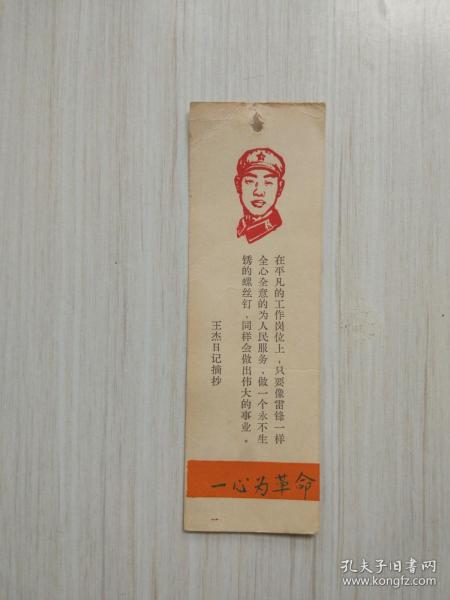 在平凡的工作岗位上，只要像雷锋一样
全心全意的为人民服务，做一个永不生
锈的螺丝钉，同样会做出伟大的事业。
王杰日记摘抄
一心为革命
一
孔夫子旧书网
www.kongfz.com